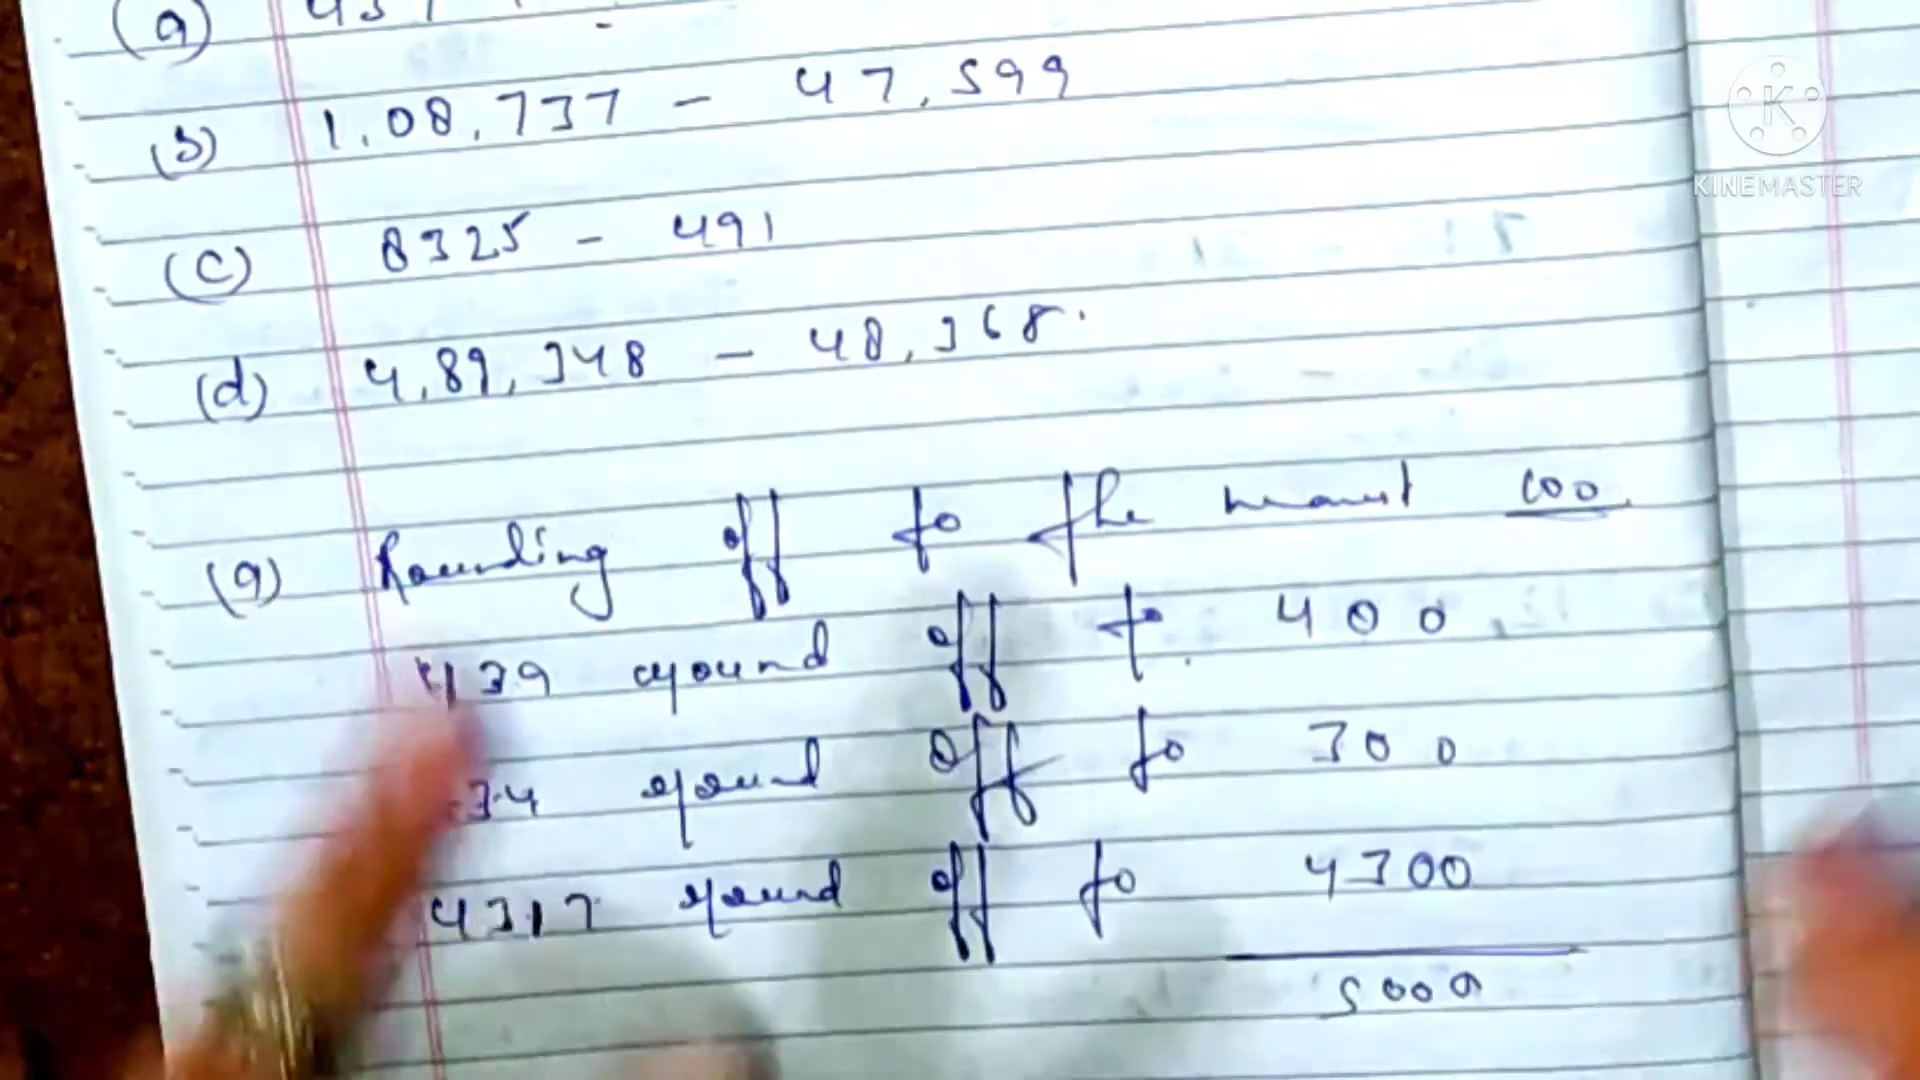 (a)
(b) 1,08,737 - 47,599
(c) 8325 - 491
(d) 4,89,348 - 48,368.
(a) Rounding off to the nearest 100.
439 round off to 400
34 round off to 300
4317 round off to 4300
5000
K
KINEMASTER